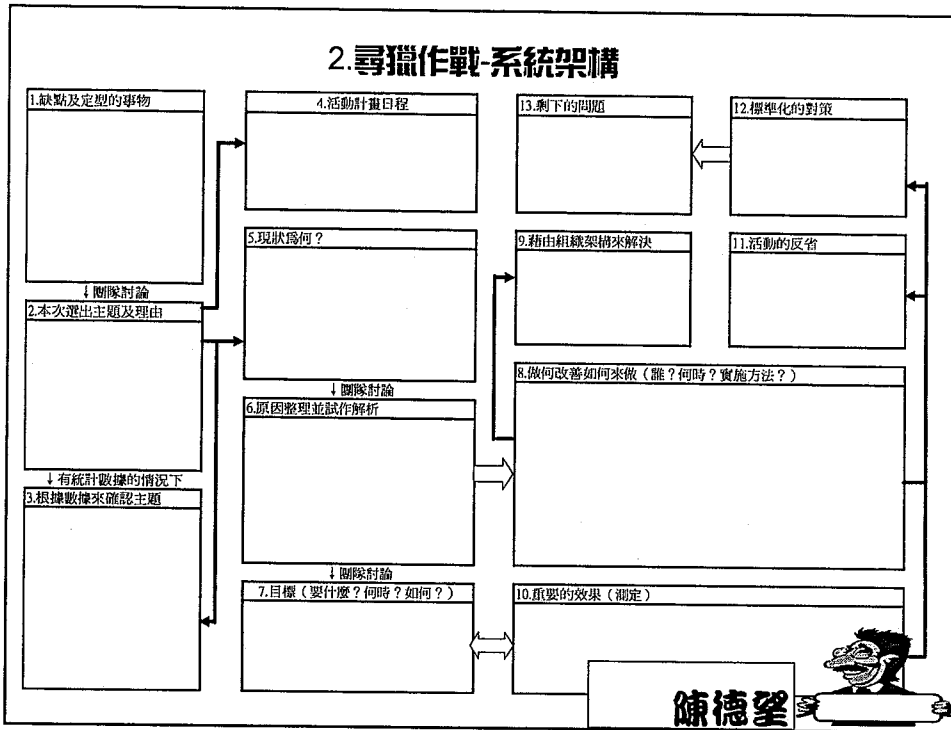 2.尋獵作戰-系統架構
1.缺點及定型的事物
↓團隊討論
2.本次選出主題及理由
↓有統計數據的情況下
3.根據數據來確認主題
4.活動計畫日程
5.現狀為何？
↓團隊討論
6.原因整理並試作解析
↓團隊討論
7.目標（要什麼？何時？如何？）
13.剩下的問題
12.標準化的對策
9.藉由組織架構來解決
11.活動的反省
8.做何改善如何來做（誰？何時？實施方法？）
10.重要的效果（測定）
陳德望